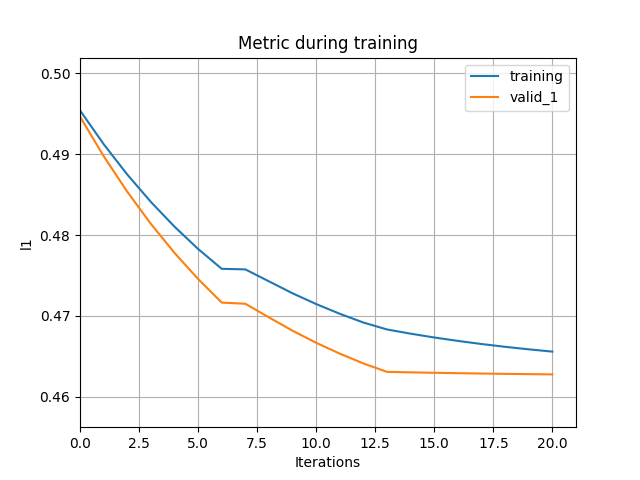 Metric during training
0.50
0.49
0.48
0.47
0.46
l1
training
valid_1
0.0 2.5 5.0 7.5 10.0 12.5 15.0 17.5 20.0
Iterations